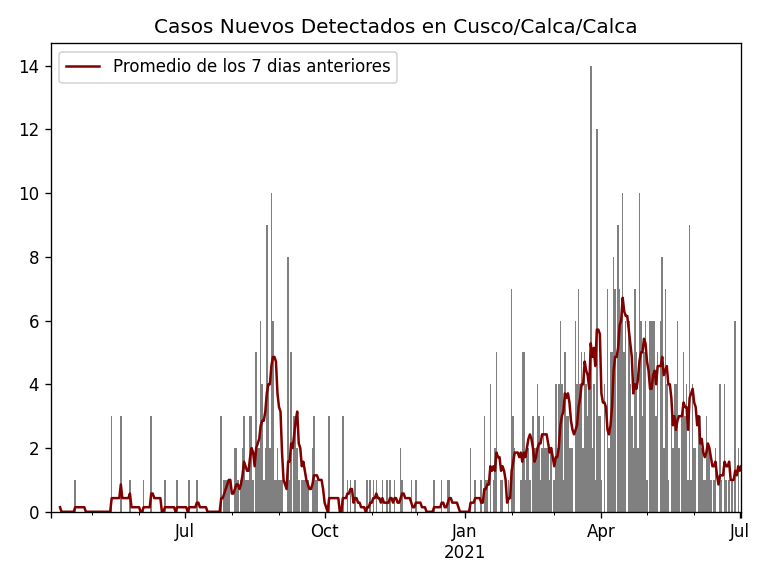 Casos Nuevos Detectados en Cusco/Calca/Calca
Promedio de los 7 dias anteriores
14
12
10
8
6
4
2
0
Jul
Oct
Jan
2021
Apr
Jul